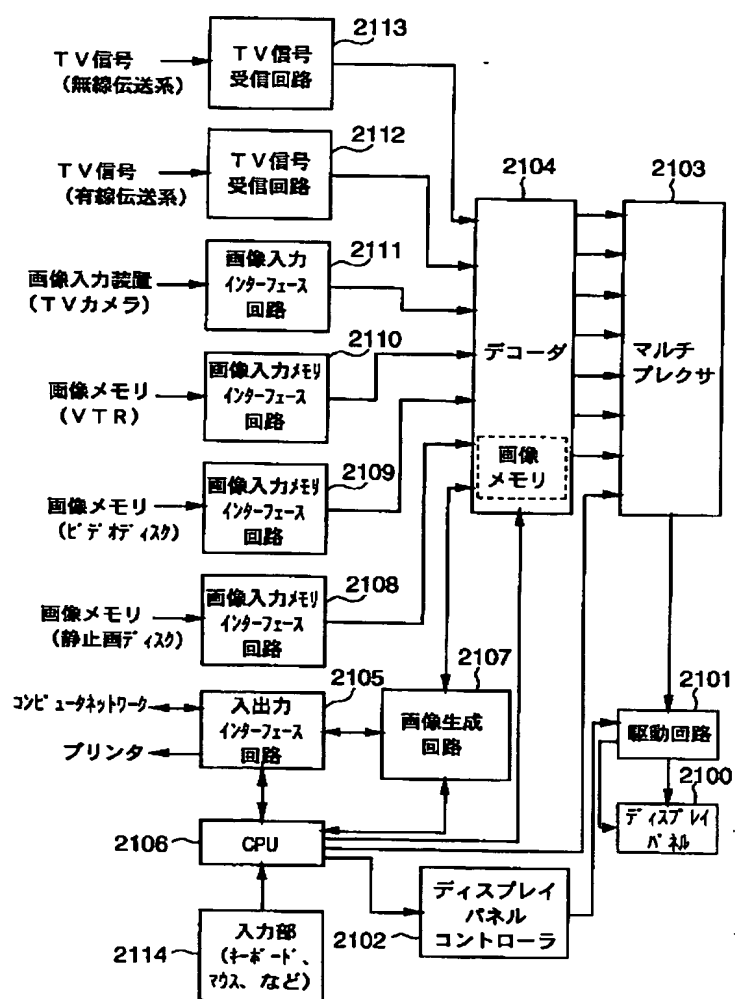 2113
TV信号
(無線伝送系)
TV信号
受信回路
2112
TV信号
(有線伝送系)
TV信号
受信回路
2104
2103
2111
画像入力装置
(TVカメラ)
画像入力
インターフェース
回路
デコーダ
マルチ
プレクサ
2110
画像メモリ
(VTR)
画像入力メモリ
インターフェース
回路
画像
メモリ
2109
画像メモリ
(ビデオディスク)
画像入力メモリ
インターフェース
回路
2108
画像メモリ
(静止画ディスク)
画像入力メモリ
インターフェース
回路
2107
2105
コンピュータネットワーク
プリンタ
入出力
インターフェース
回路
画像生成
回路
2101
駆動回路
2100
ディスプレイ
パネル
2106
CPU
ディスプレイ
パネル
コントローラ
2102
2114
入力部
(キーボード、
マウス、など)